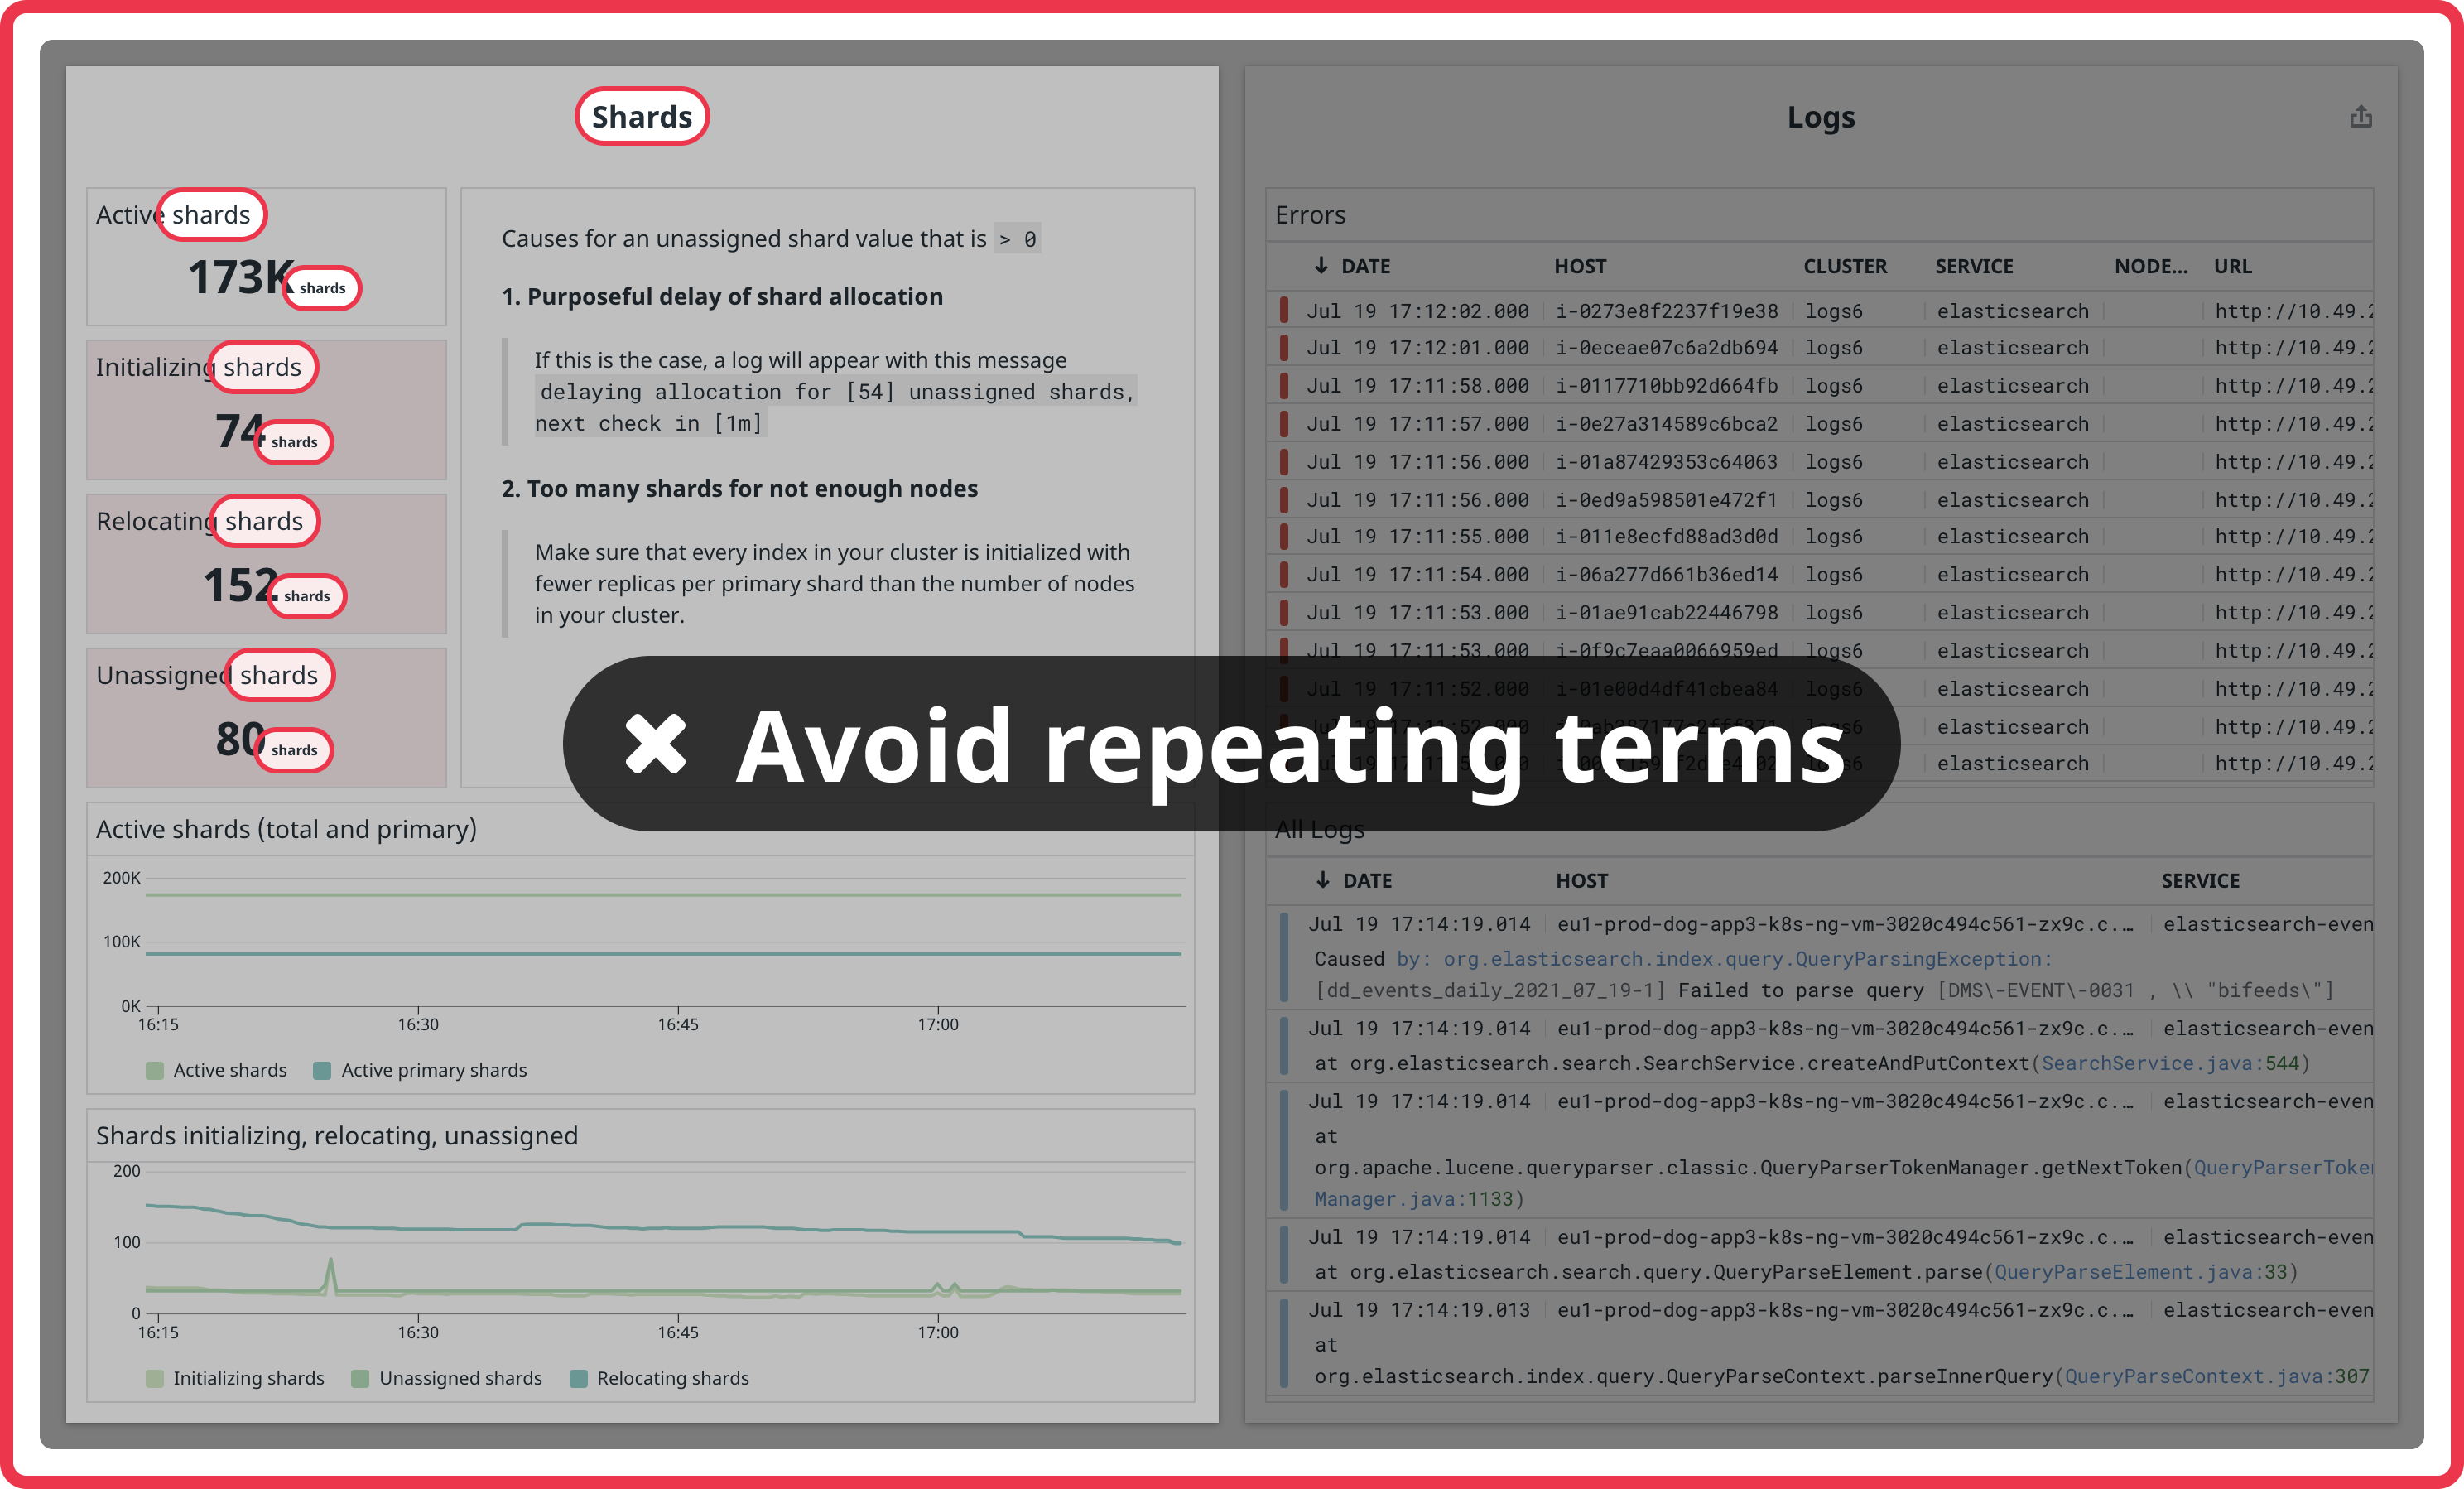 Shards
Active shards
173K shards
Initializing shards
74 shards
Relocating shards
152 shards
Unassigned shards
80 shards
Causes for an unassigned shard value that is > 0
1. Purposeful delay of shard allocation
If this is the case, a log will appear with this message
delaying allocation for [54] unassigned shards,
next check in [1m]
2. Too many shards for not enough nodes
Make sure that every index in your cluster is initialized with
fewer replicas per primary shard than the number of nodes
in your cluster.
Active shards (total and primary)
200K
100K
0K
16:15 16:30 16:45 17:00
Active shards Active primary shards
Shards initializing, relocating, unassigned
200
100
0
16:15 16:30 16:45 17:00
Initializing shards Unassigned shards Relocating shards
Avoid repeating terms
Logs
Errors
↓ DATE HOST CLUSTER SERVICE NODE... URL
Jul 19 17:12:02.000 i-0273e8f2237f19e38 logs6 elasticsearch http://10.49.2
Jul 19 17:12:01.000 i-0eceae07c6a2db694 logs6 elasticsearch http://10.49.2
Jul 19 17:11:58.000 i-0117710bb92d664fb logs6 elasticsearch http://10.49.2
Jul 19 17:11:57.000 i-0e27a314589c6bca2 logs6 elasticsearch http://10.49.2
Jul 19 17:11:56.000 i-01a87429353c64063 logs6 elasticsearch http://10.49.2
Jul 19 17:11:56.000 i-0ed9a598501e472f1 logs6 elasticsearch http://10.49.2
Jul 19 17:11:55.000 i-011e8ecfd88ad3d0d logs6 elasticsearch http://10.49.2
Jul 19 17:11:54.000 i-06a277d661b36ed14 logs6 elasticsearch http://10.49.2
Jul 19 17:11:53.000 i-01ae91cab22446798 logs6 elasticsearch http://10.49.2
Jul 19 17:11:53.000 i-0f9c7eaa0066959ed logs6 elasticsearch http://10.49.2
Jul 19 17:11:52.000 i-01e00d4df41cbea84 logs6 elasticsearch http://10.49.2
Jul 19 17:11:52.000 logs6 elasticsearch http://10.49.2
elasticsearch http://10.49.2
All Logs
↓ DATE HOST SERVICE
Jul 19 17:14:19.014 eu1-prod-dog-app3-k8s-ng-vm-3020c494c561-zx9c.c.… elasticsearch-even
Caused by: org.elasticsearch.index.query.QueryParsingException:
[dd_events_daily_2021_07_19-1] Failed to parse query [DMS\-EVENT\-0031 , \\ "bifeeds\"]
Jul 19 17:14:19.014 eu1-prod-dog-app3-k8s-ng-vm-3020c494c561-zx9c.c.… elasticsearch-even
at org.elasticsearch.search.SearchService.createAndPutContext(SearchService.java:544)
Jul 19 17:14:19.014 eu1-prod-dog-app3-k8s-ng-vm-3020c494c561-zx9c.c.… elasticsearch-even
at
org.apache.lucene.queryparser.classic.QueryParserTokenManager.getNextToken(QueryParserToken
Manager.java:1133)
Jul 19 17:14:19.014 eu1-prod-dog-app3-k8s-ng-vm-3020c494c561-zx9c.c.… elasticsearch-even
at org.elasticsearch.search.query.QueryParseElement.parse(QueryParseElement.java:33)
Jul 19 17:14:19.013 eu1-prod-dog-app3-k8s-ng-vm-3020c494c561-zx9c.c.… elasticsearch-even
at
org.elasticsearch.index.query.QueryParseContext.parseInnerQuery(QueryParseContext.java:307